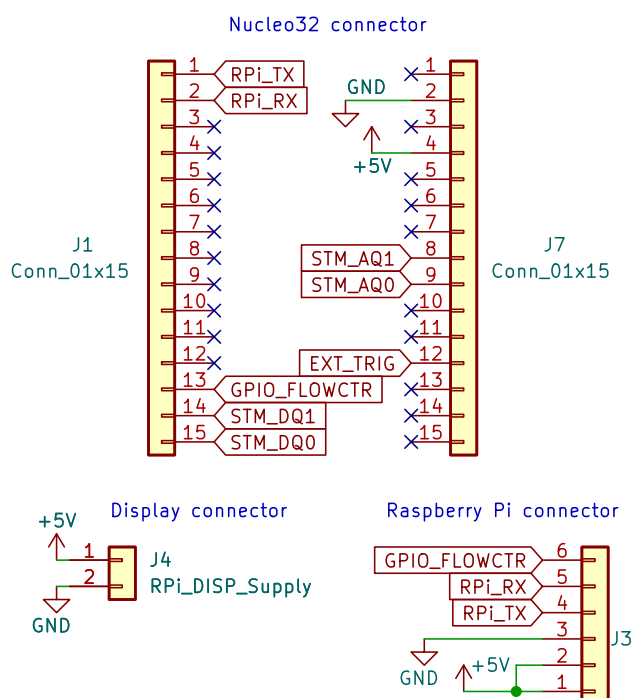 Nucleo32 connector
1 RPi_TX
2 RPi_RX
3
4
5
6
7
8
9
10
11
12
13 GPIO_FLOWCTR
14 STM_DQ1
15 STM_DQ0
J1
Conn_01x15
1
GND 2
3
+5V 4
5
6
7
STM_AQ1 8
STM_AQ0 9
10
11
EXT_TRIG 12
13
14
15
J7
Conn_01x15
Display connector
+5V
1
2
GND
J4
RPi_DISP_Supply
Raspberry Pi connector
GPIO_FLOWCTR 6
RPi_RX 5
RPi_TX 4
3
GND
+5V 2
1
J3